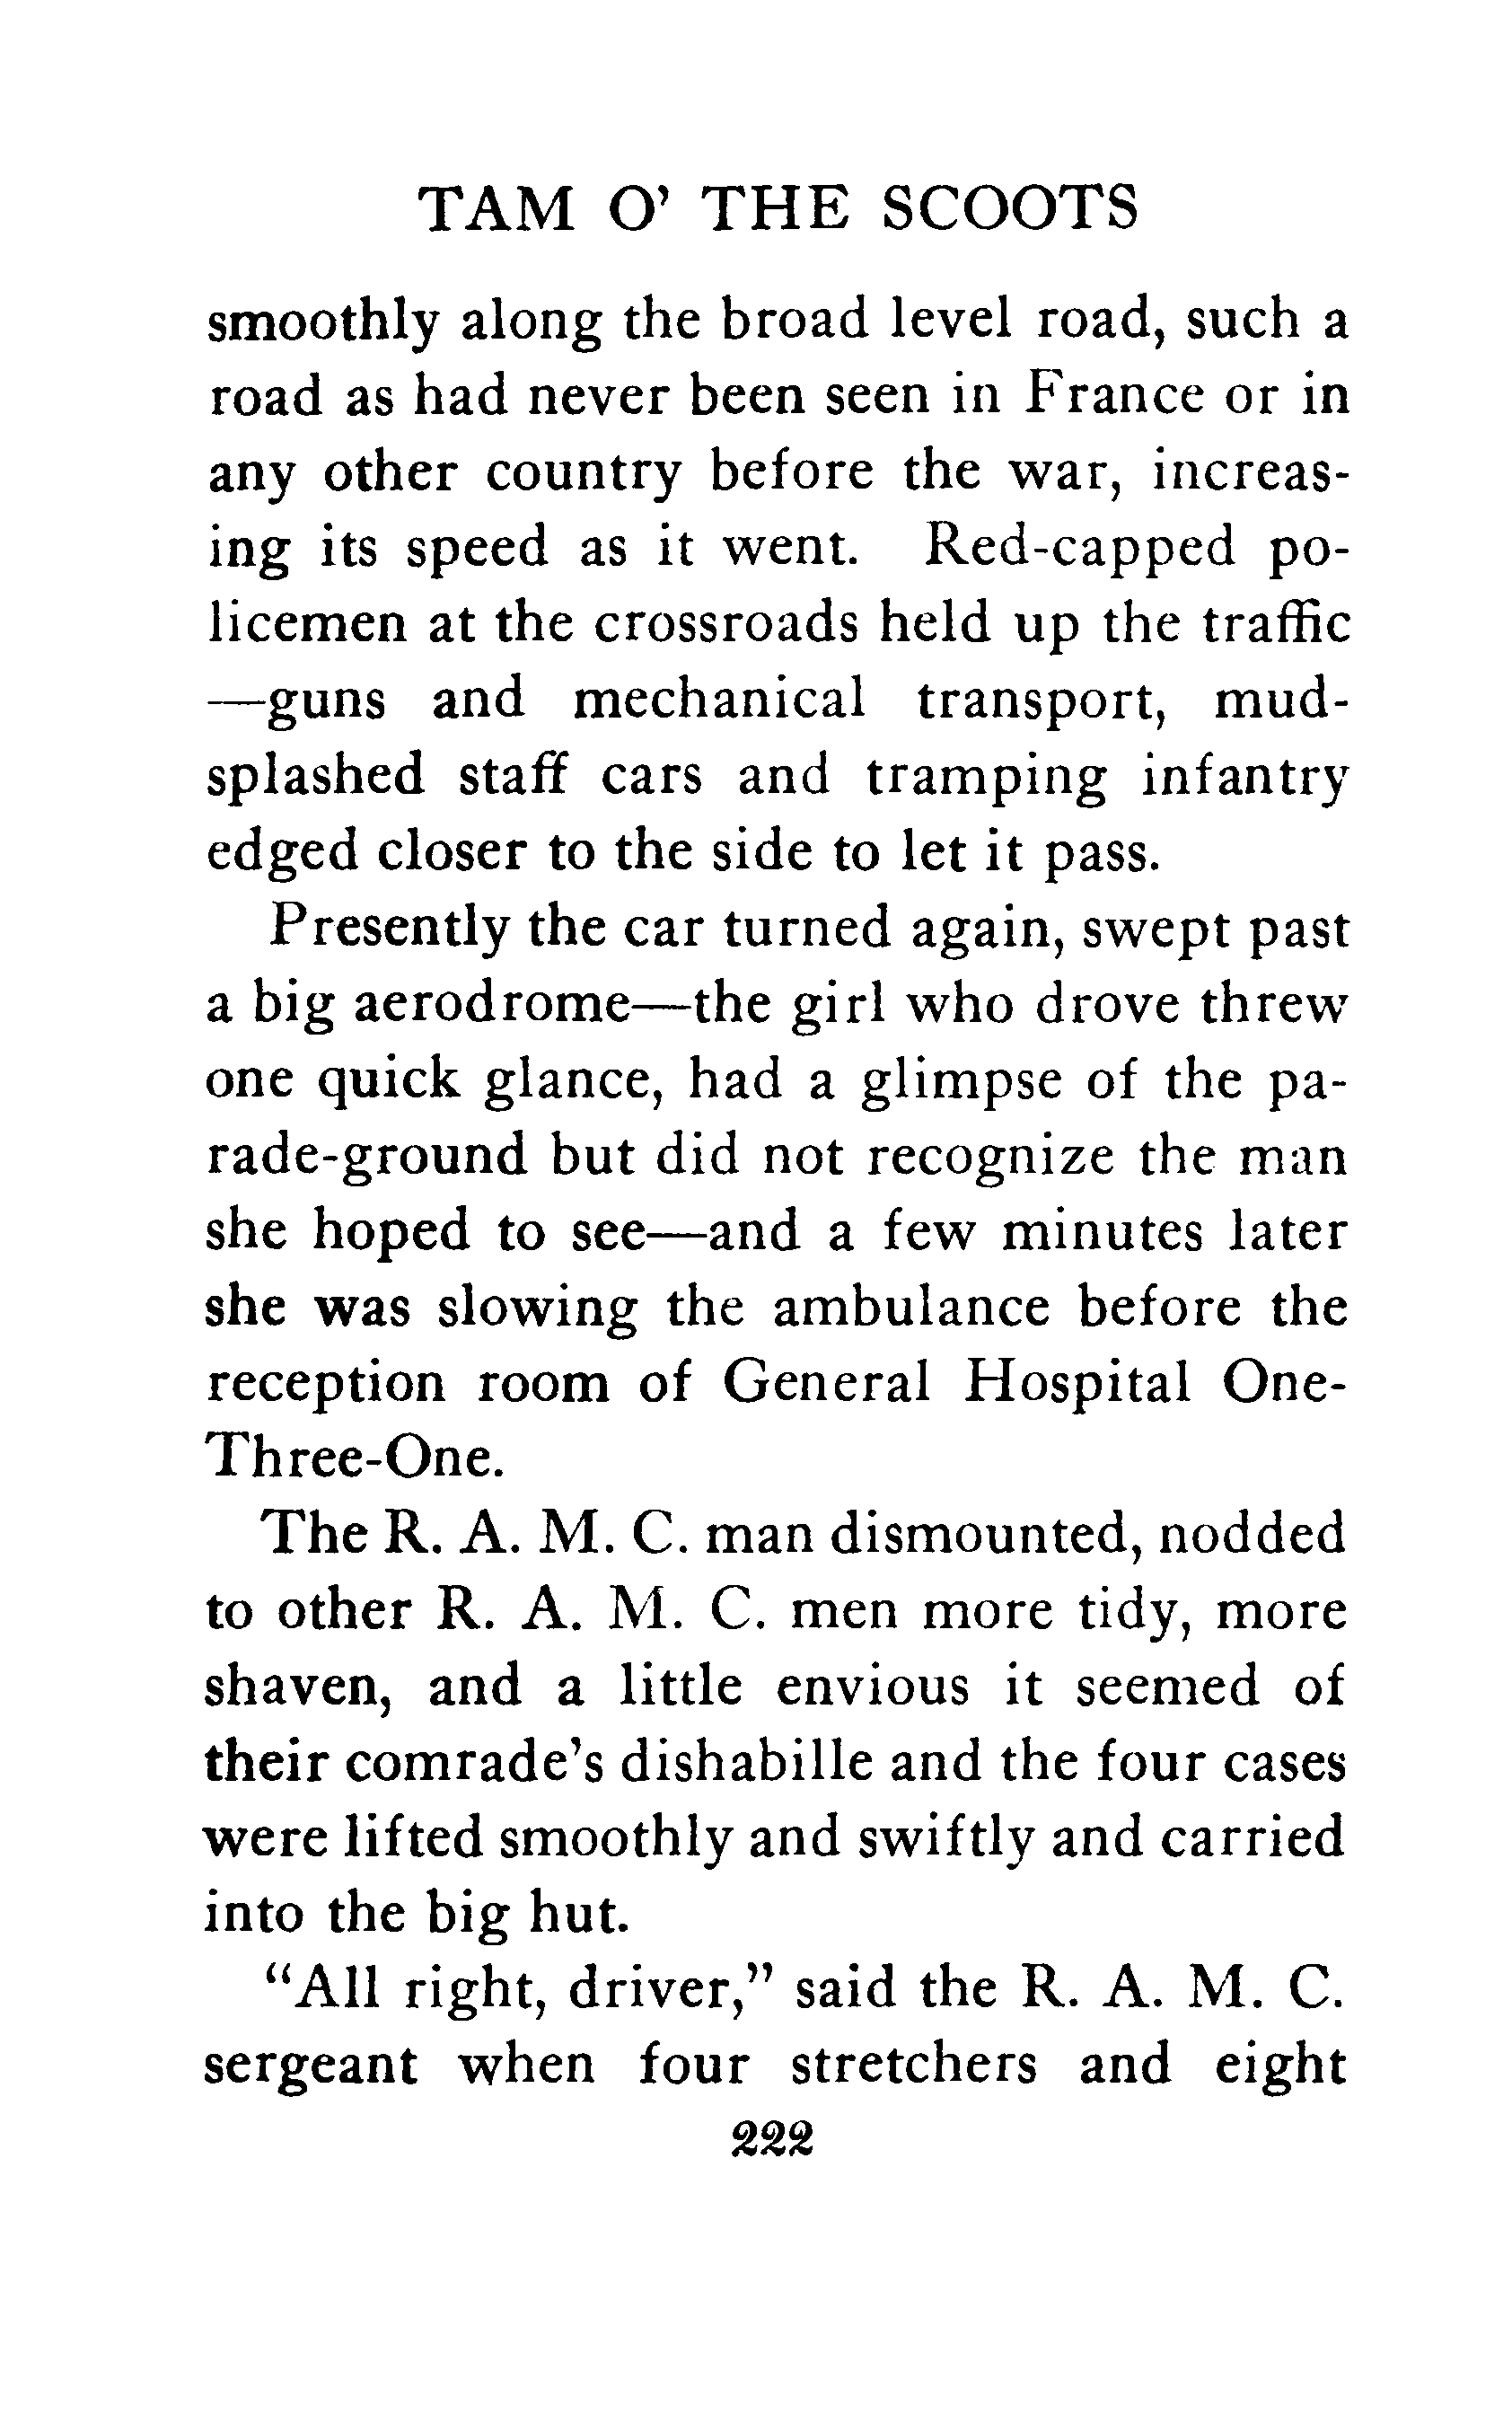 TAM O' THE SCOOTS
smoothly along the broad level road, such a
road as had never been seen in France or in
any other country before the war, increas-
ing its speed as it went. Red-capped po-
licemen at the crossroads held up the traffic
—guns and mechanical transport, mud-
splashed staff cars and tramping infantry
edged closer to the side to let it pass.
Presently the car turned again, swept past
a big aerodrome—the girl who drove threw
one quick glance, had a glimpse of the pa-
rade-ground but did not recognize the man
she hoped to see—and a few minutes later
she was slowing the ambulance before the
reception room of General Hospital One-
Three-One.
The R. A. M. C. man dismounted, nodded
to other R. A. M. C. men more tidy, more
shaven, and a little envious it seemed of
their comrade's dishabille and the four cases
were lifted smoothly and swiftly and carried
into the big hut.
"All right, driver," said the R. A. M. C.
sergeant when four stretchers and eight
222